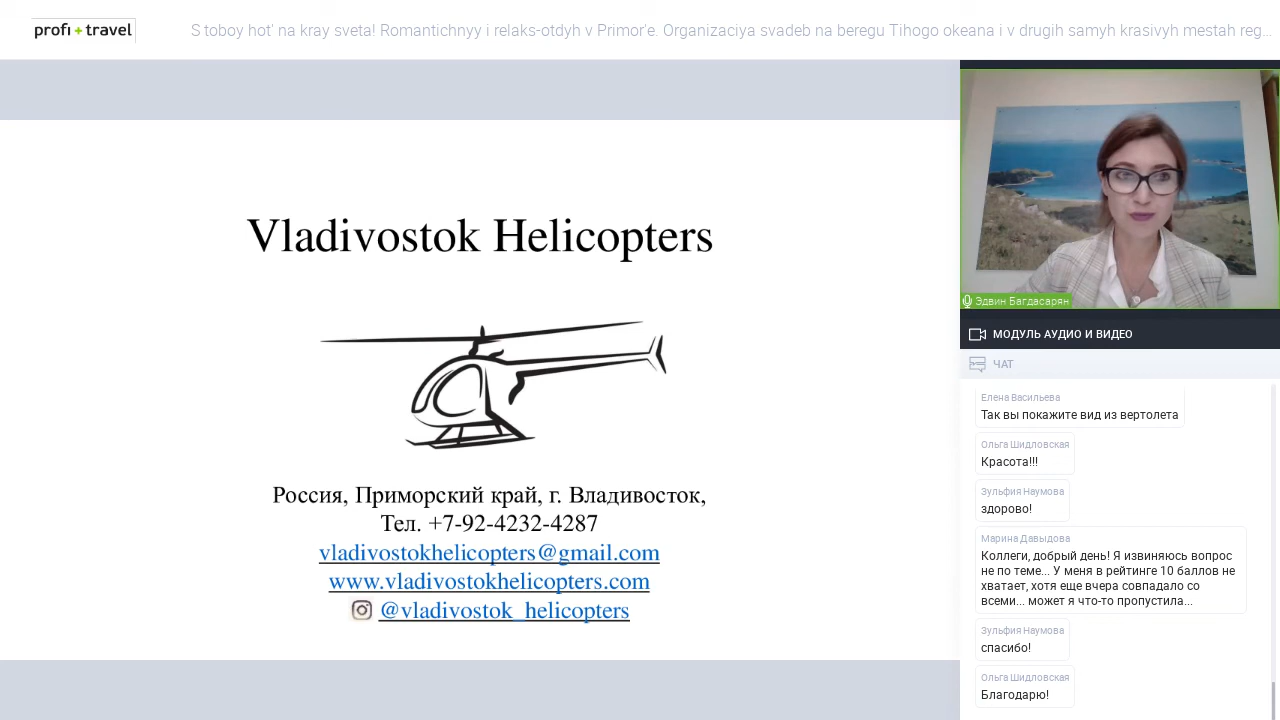 profi + travel
S toboy hot' na kray sveta! Romantichnyy i relaks-otdyh v Primor'e. Organizaciya svadeb na beregu Tihogo okeana i v drugih samyh krasivyh mestah reg...
Vladivostok Helicopters
Россия, Приморский край, г. Владивосток,
Тел. +7-92-4232-4287
vladivostokhelicopters@gmail.com
www.vladivostokhelicopters.com
@vladivostok_helicopters
Эдвин Багдасарян
МОДУЛЬ АУДИО И ВИДЕО
ЧАТ
Елена Васильева
Так вы покажите вид из вертолета
Ольга Шидловская
Красота!!!
Зульфия Наумова
здорово!
Марина Давыдова
Коллеги, добрый день! Я извиняюсь вопрос
не по теме... У меня в рейтинге 10 баллов не
хватает, хотя еще вчера совпадало со
всеми... может я что-то пропустила...
Зульфия Наумова
спасибо!
Ольга Шидловская
Благодарю!